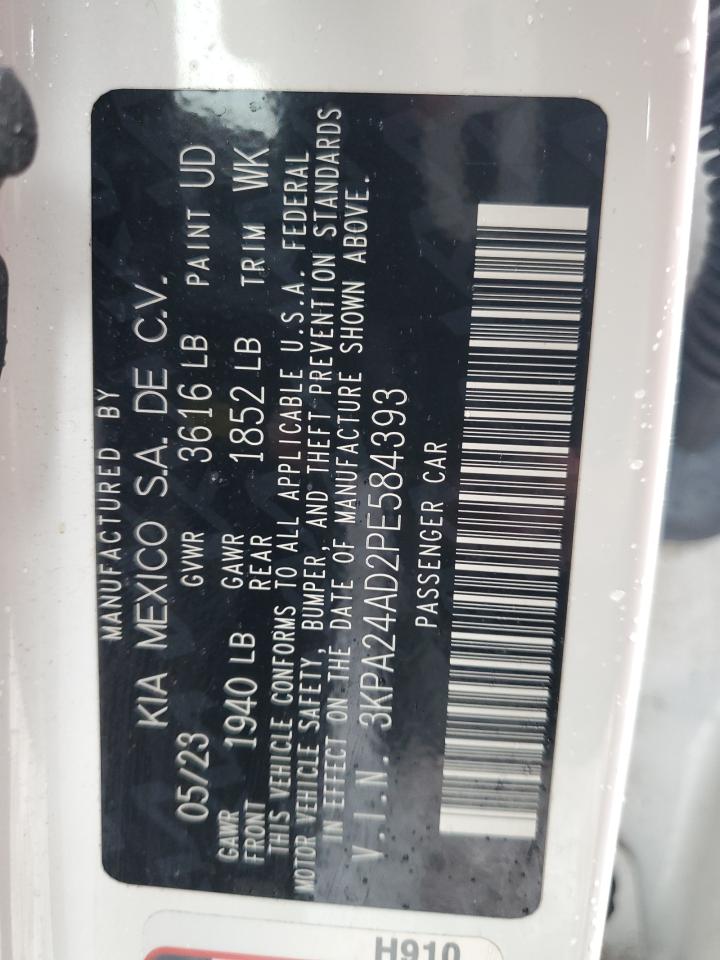 MANUFACTURED BY
KIA MEXICO S.A. DE C.V.
05/23 GVWR 3616 LB PAINT UD
GAWR FRONT 1940 LB GAWR REAR 1852 LB TRIM WK
THIS VEHICLE CONFORMS TO ALL APPLICABLE U.S.A. FEDERAL
MOTOR VEHICLE SAFETY, BUMPER, AND THEFT PREVENTION STANDARDS
IN EFFECT ON THE DATE OF MANUFACTURE SHOWN ABOVE.
V.I.N. 3KPA24AD2PE584393
PASSENGER CAR
H910